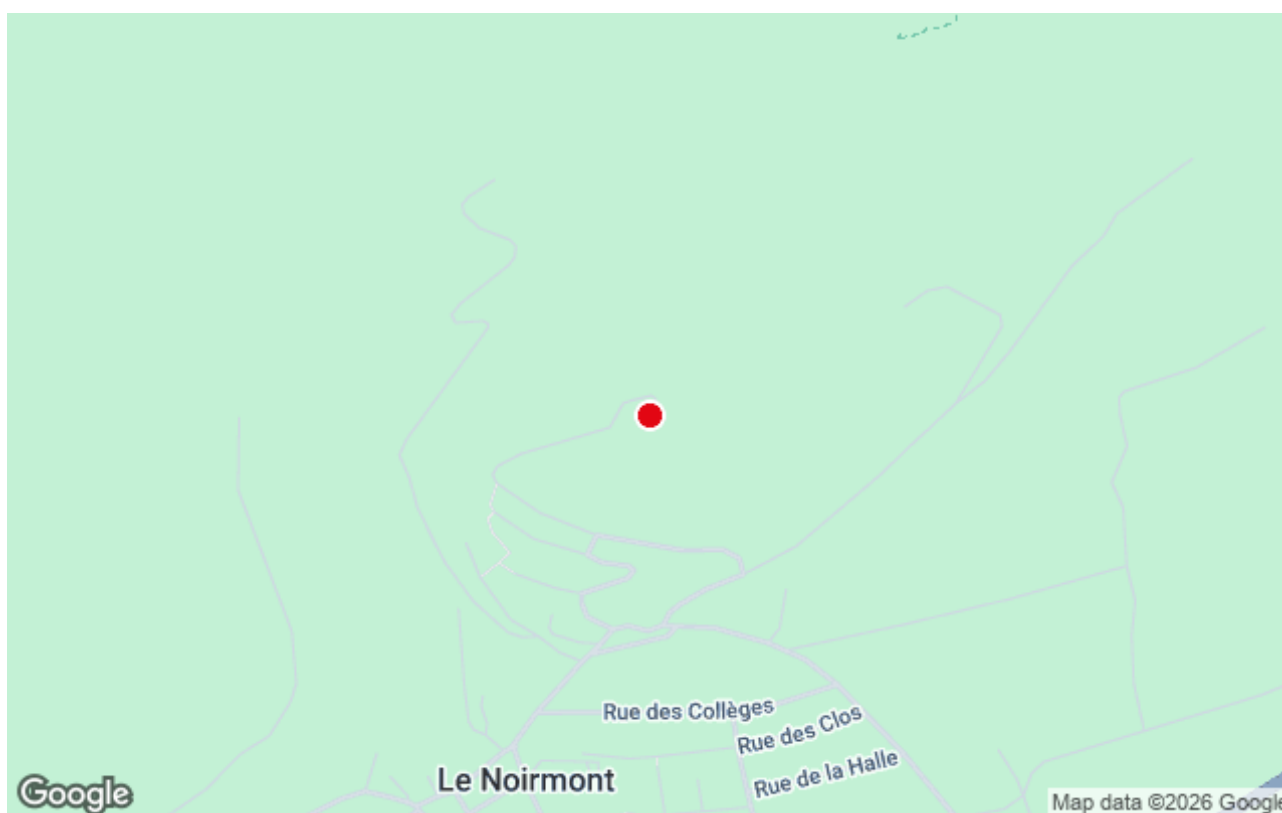 Rue des Collèges
Rue des Clos
Rue de la Halle
Le Noirmont
Google
Map data ©2026 Google